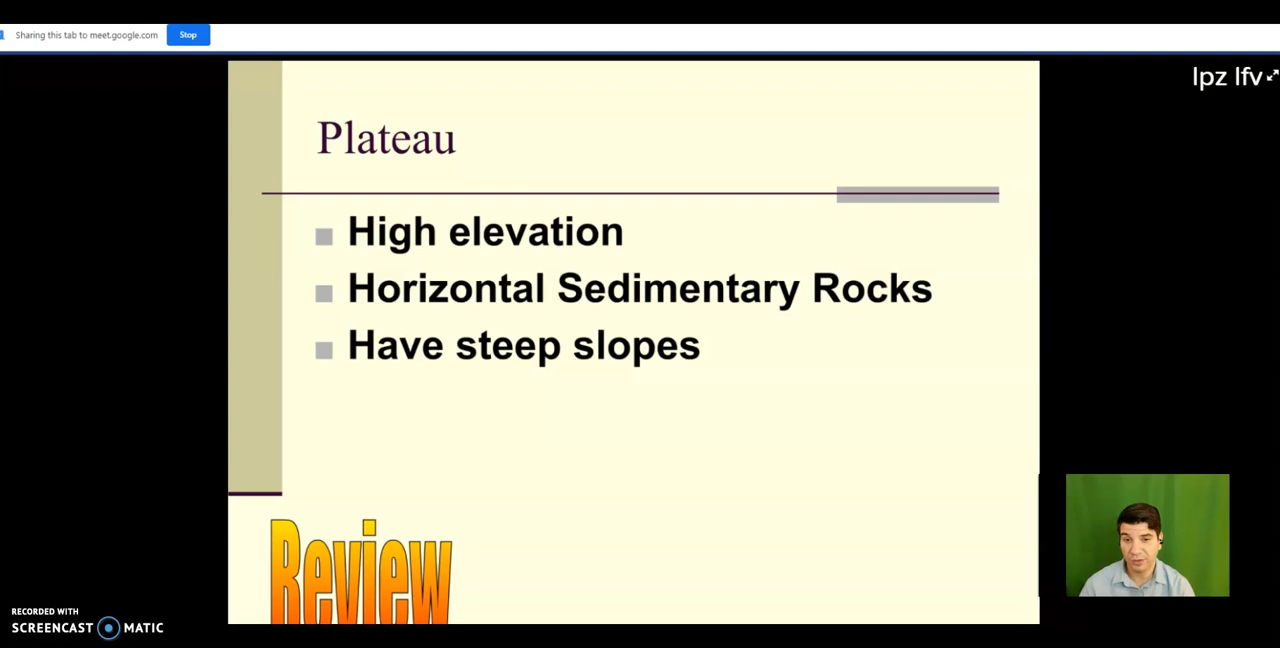 Sharing this tab to meet.google.com Stop
lpz lfv
Plateau
High elevation
Horizontal Sedimentary Rocks
Have steep slopes
Review
RECORDED WITH
SCREENCAST MATIC